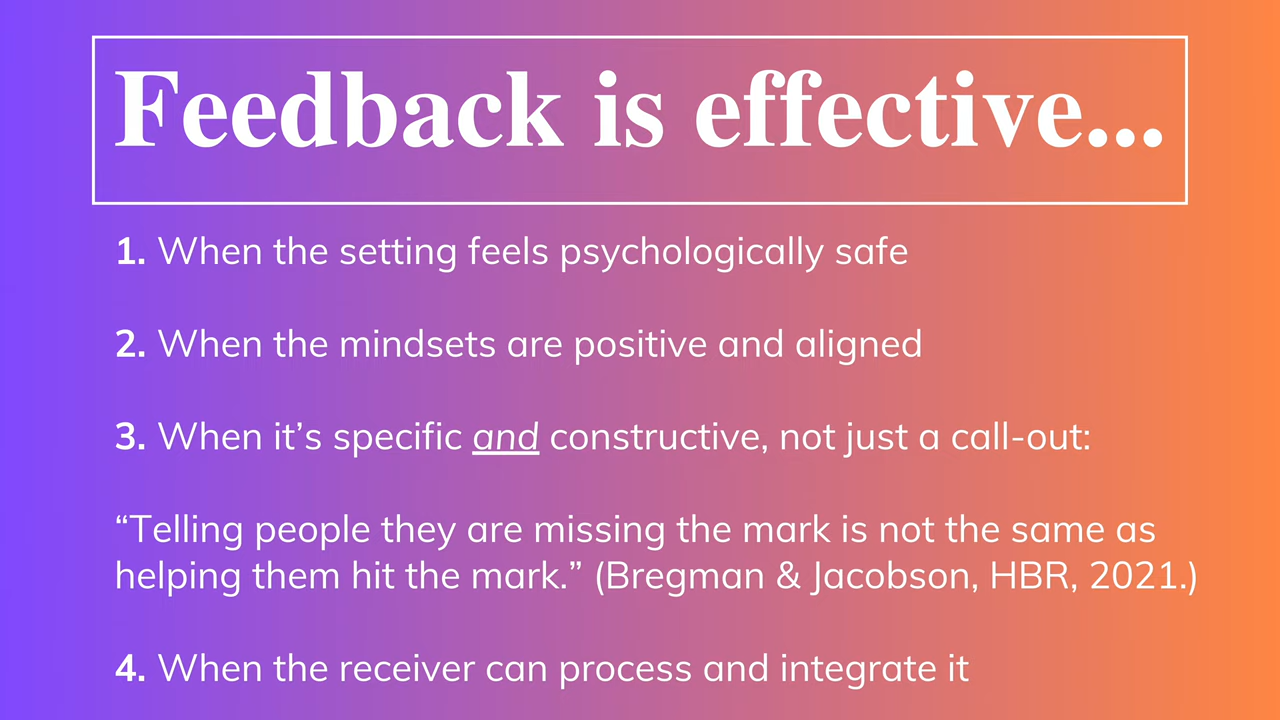 Feedback is effective...
1. When the setting feels psychologically safe
2. When the mindsets are positive and aligned
3. When it’s specific and constructive, not just a call-out:
“Telling people they are missing the mark is not the same as
helping them hit the mark.” (Bregman & Jacobson, HBR, 2021.)
4. When the receiver can process and integrate it